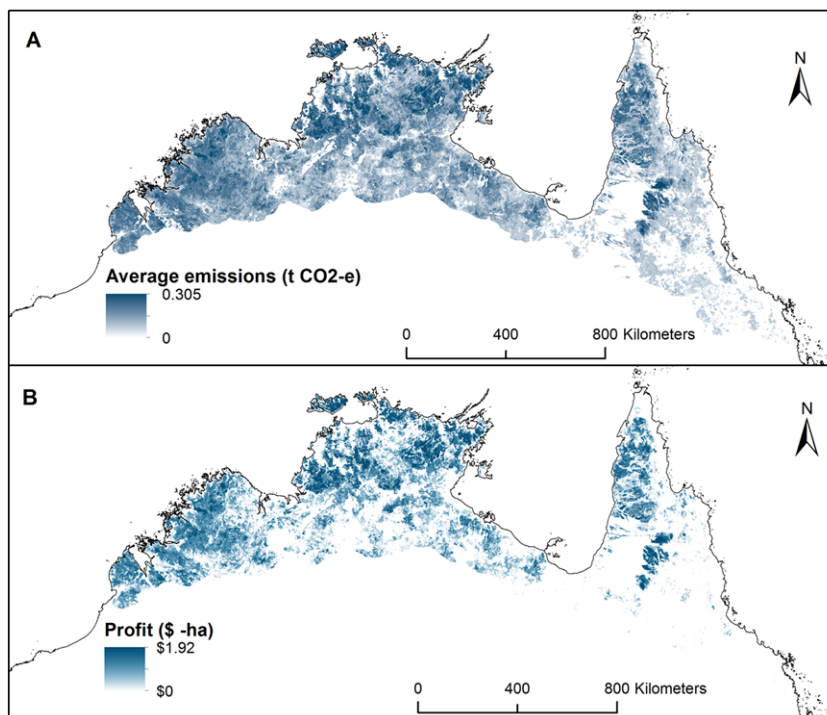 A
N
Average emissions (t CO2-e)
0.305
0
0 400 800 Kilometers
B
N
Profit ($ -ha)
$1.92
$0
0 400 800 Kilometers